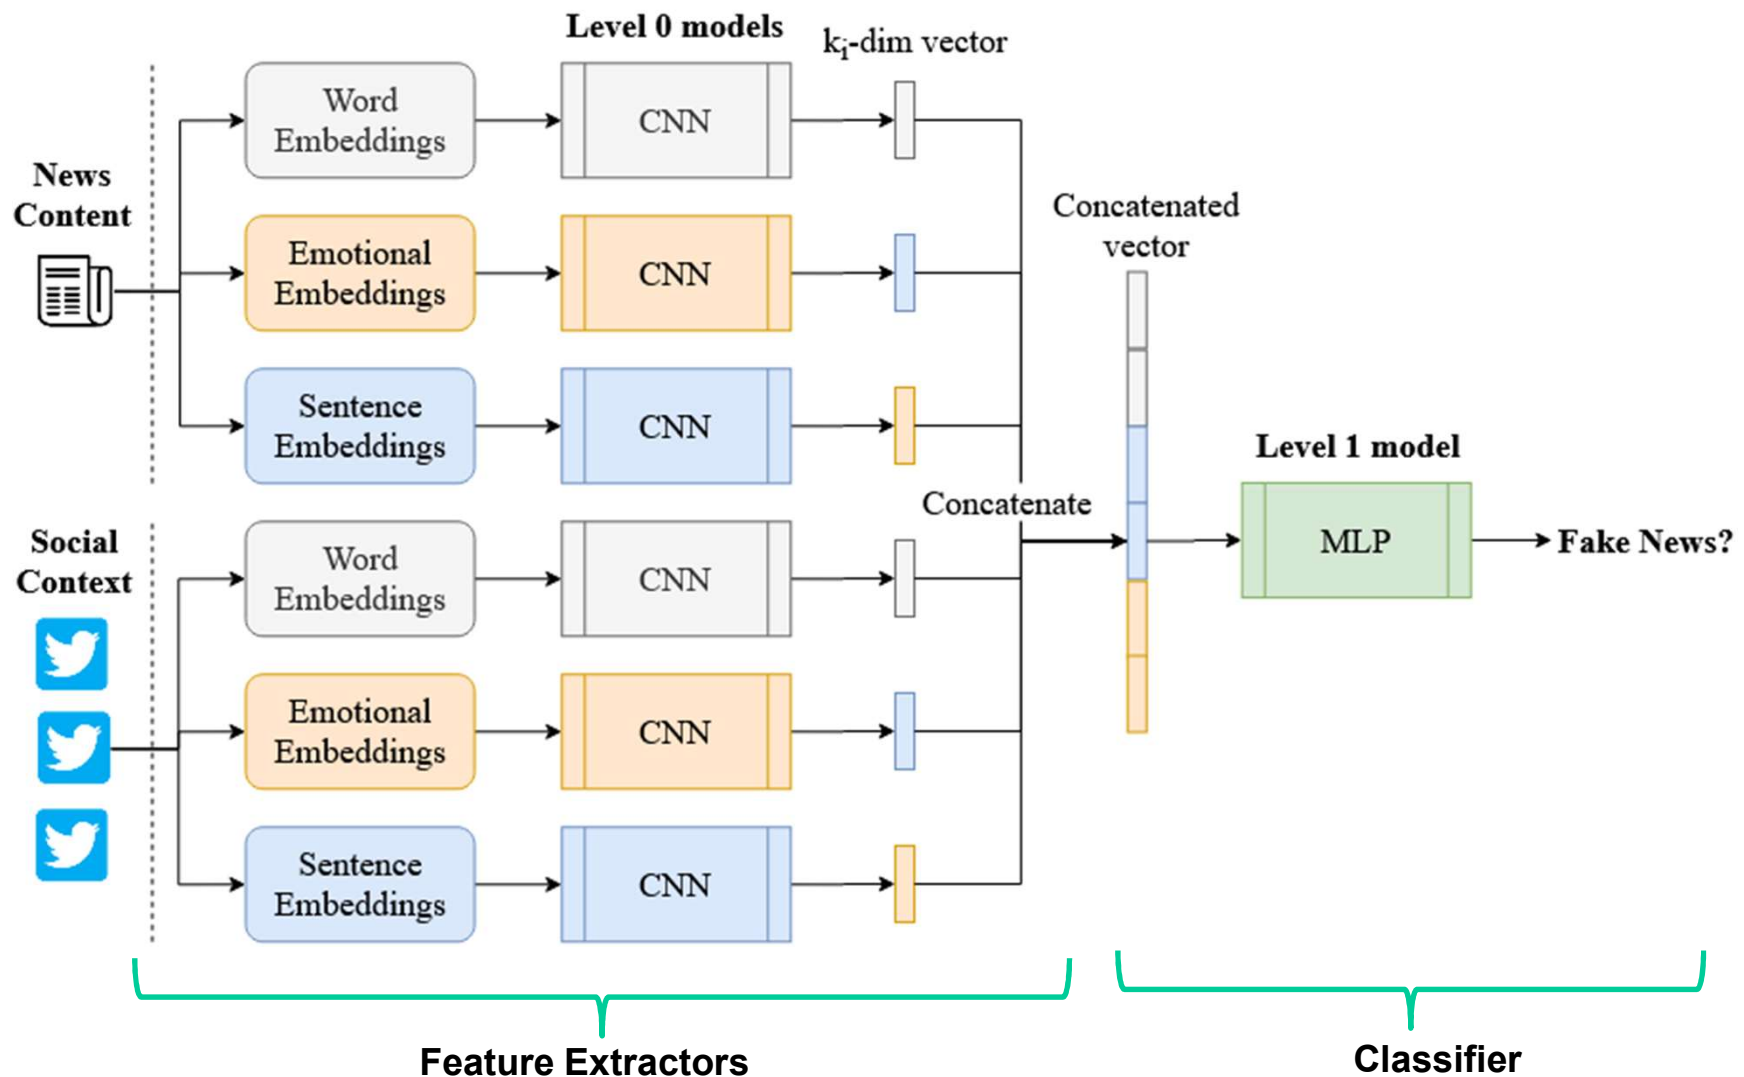 Level 0 models
k_i-dim vector
Word
Embeddings
CNN
News
Content
Emotional
Embeddings
CNN
Concatenated
vector
Sentence
Embeddings
CNN
Level 1 model
Concatenate
Social
Context
Word
Embeddings
CNN
MLP
Fake News?
Emotional
Embeddings
CNN
Sentence
Embeddings
CNN
Feature Extractors
Classifier